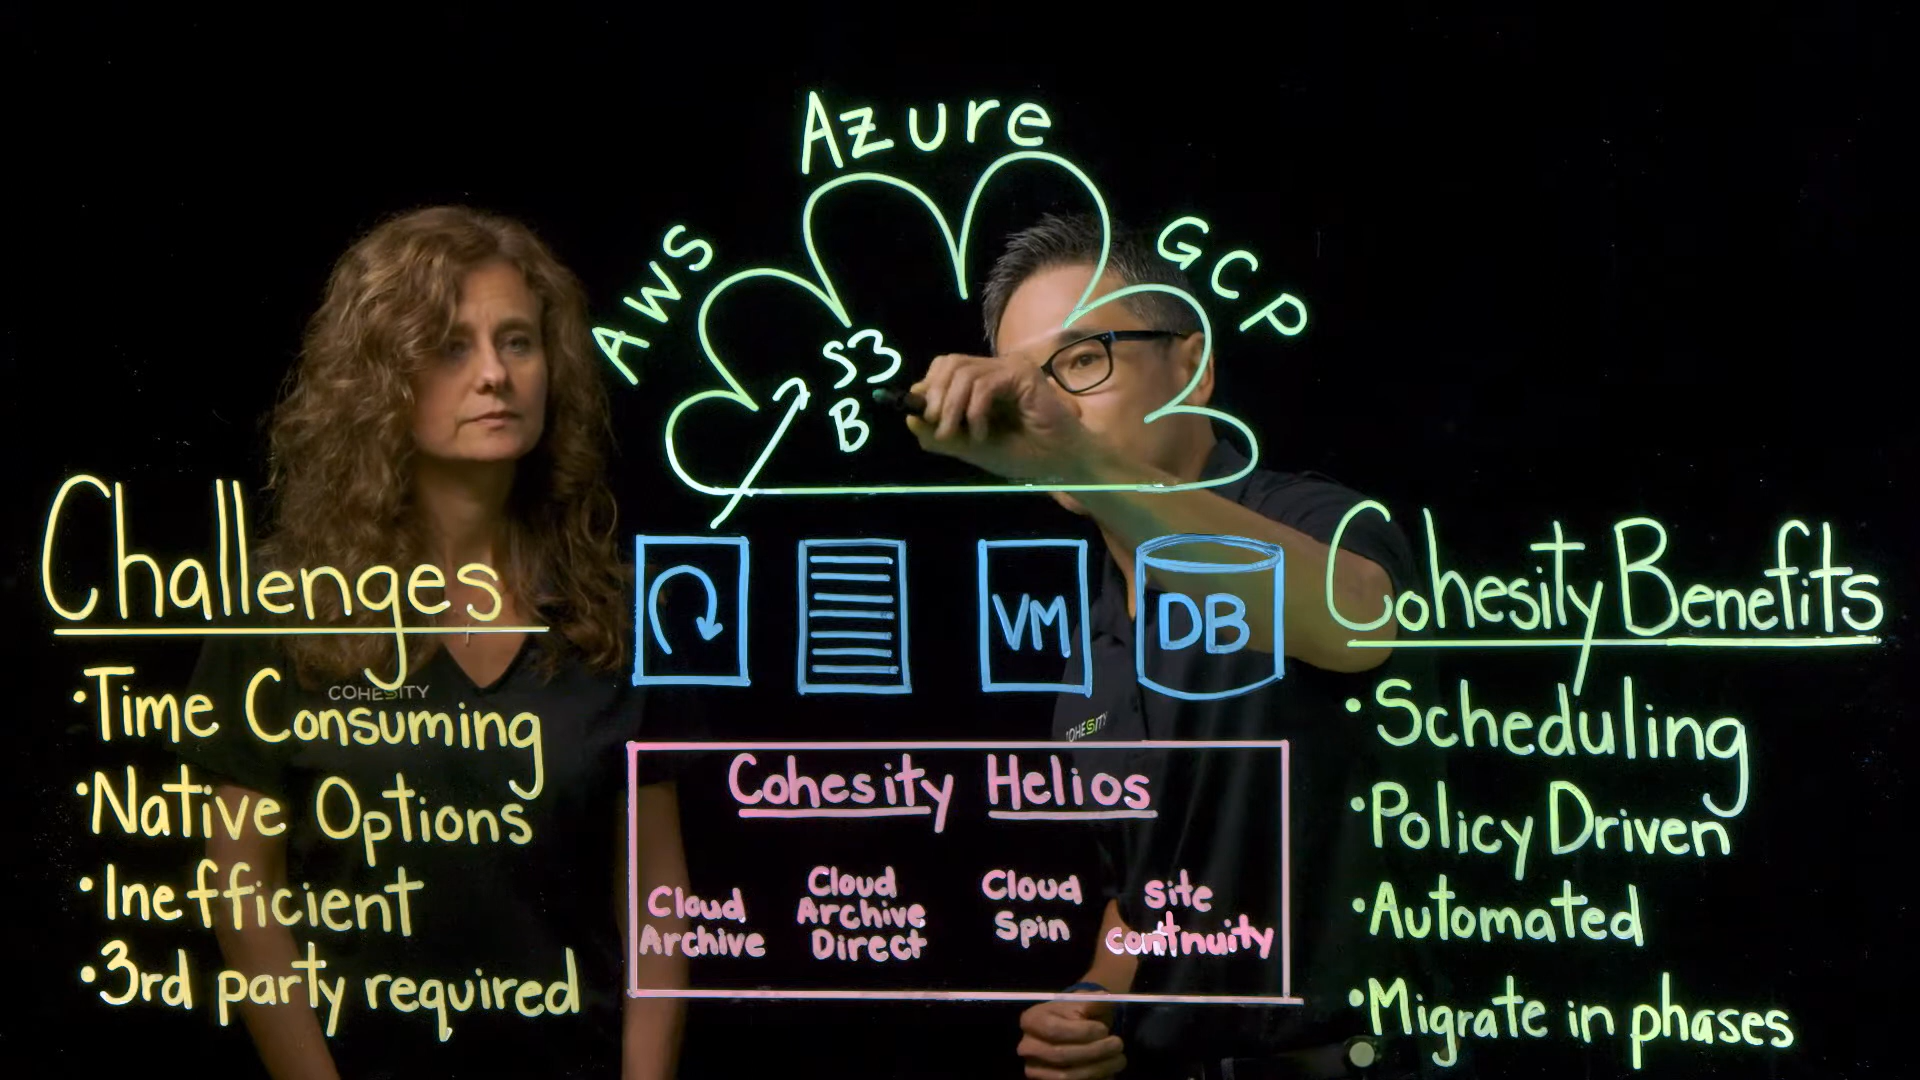 Azure
AWS
GCP
S3
B
Challenges
• Time Consuming
• Native Options
• Inefficient
• 3rd party required
COHESITY
VM
DB
COHESITY
Cohesity Helios
Cloud
Archive
Cloud
Archive
Direct
Cloud
Spin
site
contnuity
Cohesity Benefits
• Scheduling
• Policy Driven
• Automated
• Migrate in phases